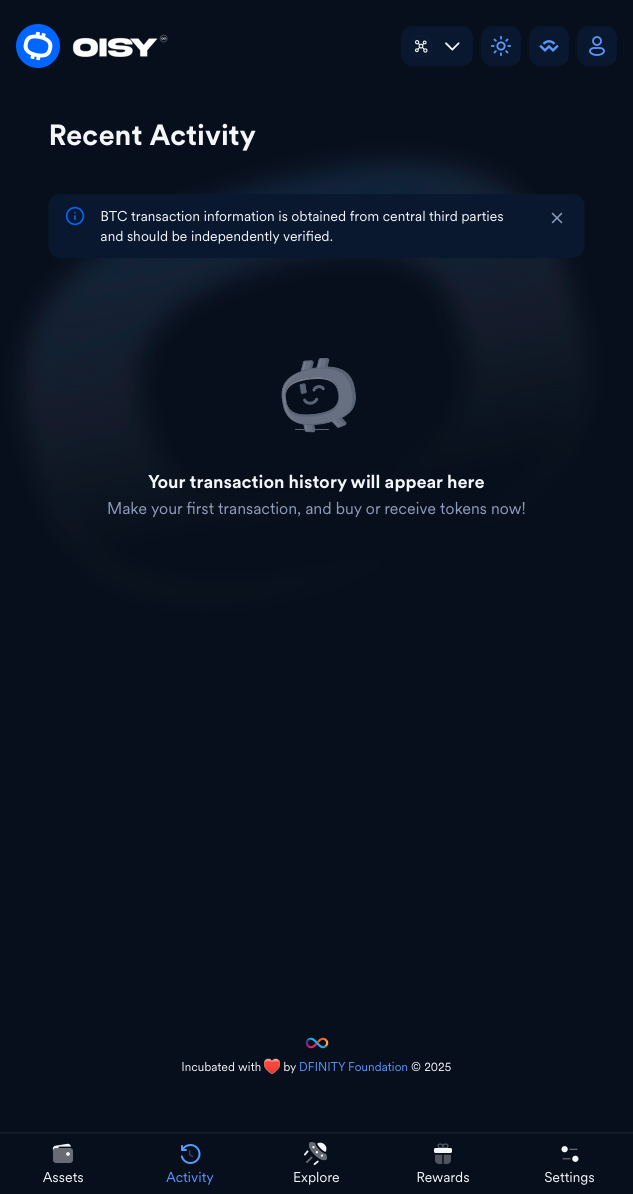 OISY
Recent Activity
BTC transaction information is obtained from central third parties
and should be independently verified.
Your transaction history will appear here
Make your first transaction, and buy or receive tokens now!
Incubated with ❤️ by DFINITY Foundation © 2025
Assets
Activity
Explore
Rewards
Settings